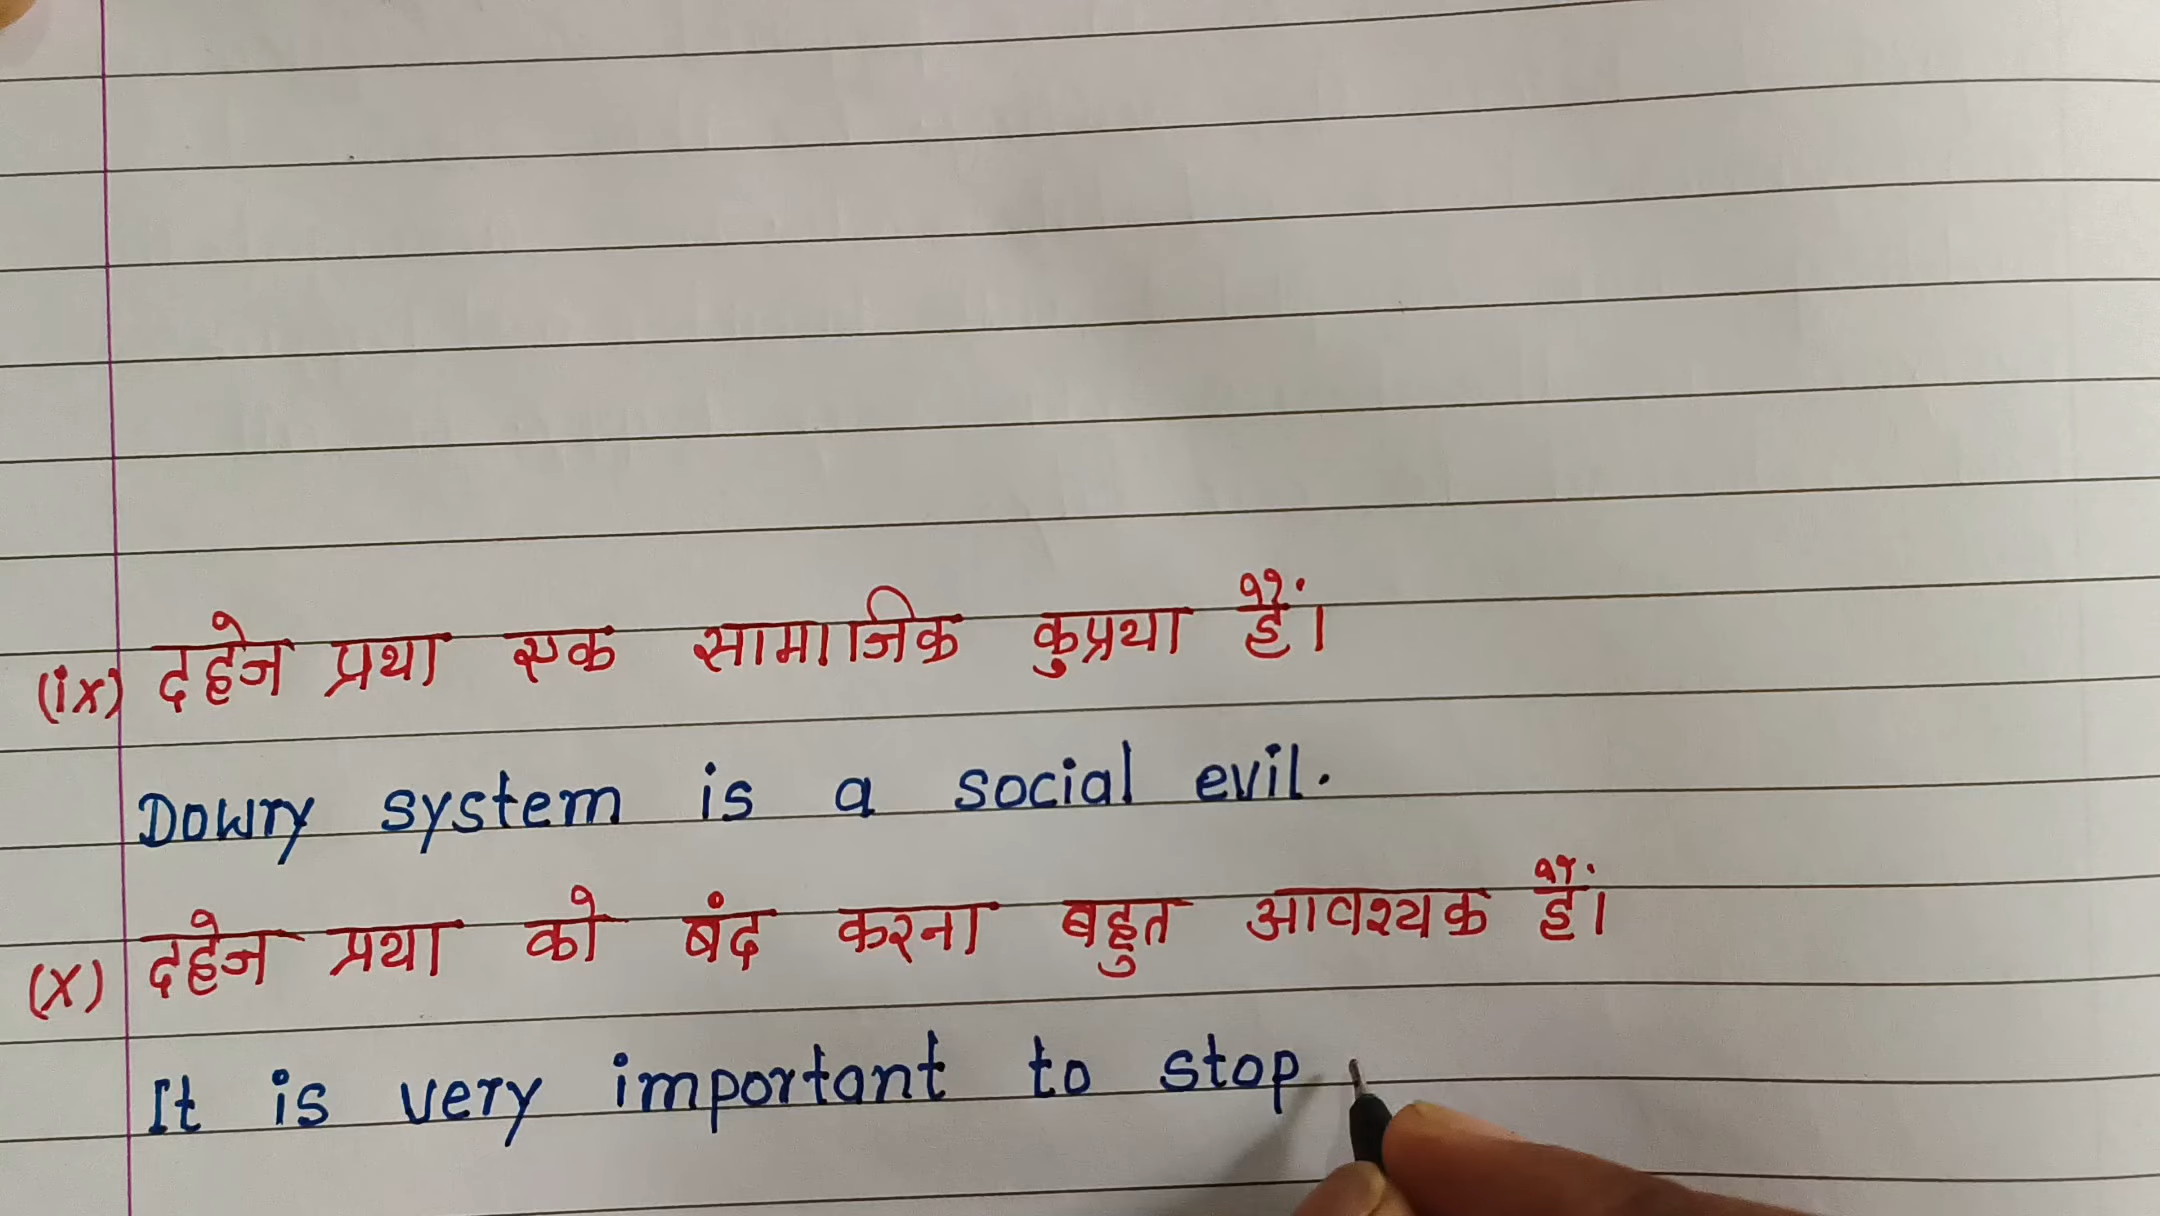 (ix) दहेज प्रथा एक सामाजिक कुप्रथा हैं।
Dowry system is a social evil.
(x) दहेज प्रथा को बंद करना बहुत आवश्यक हैं।
It is very important to stop